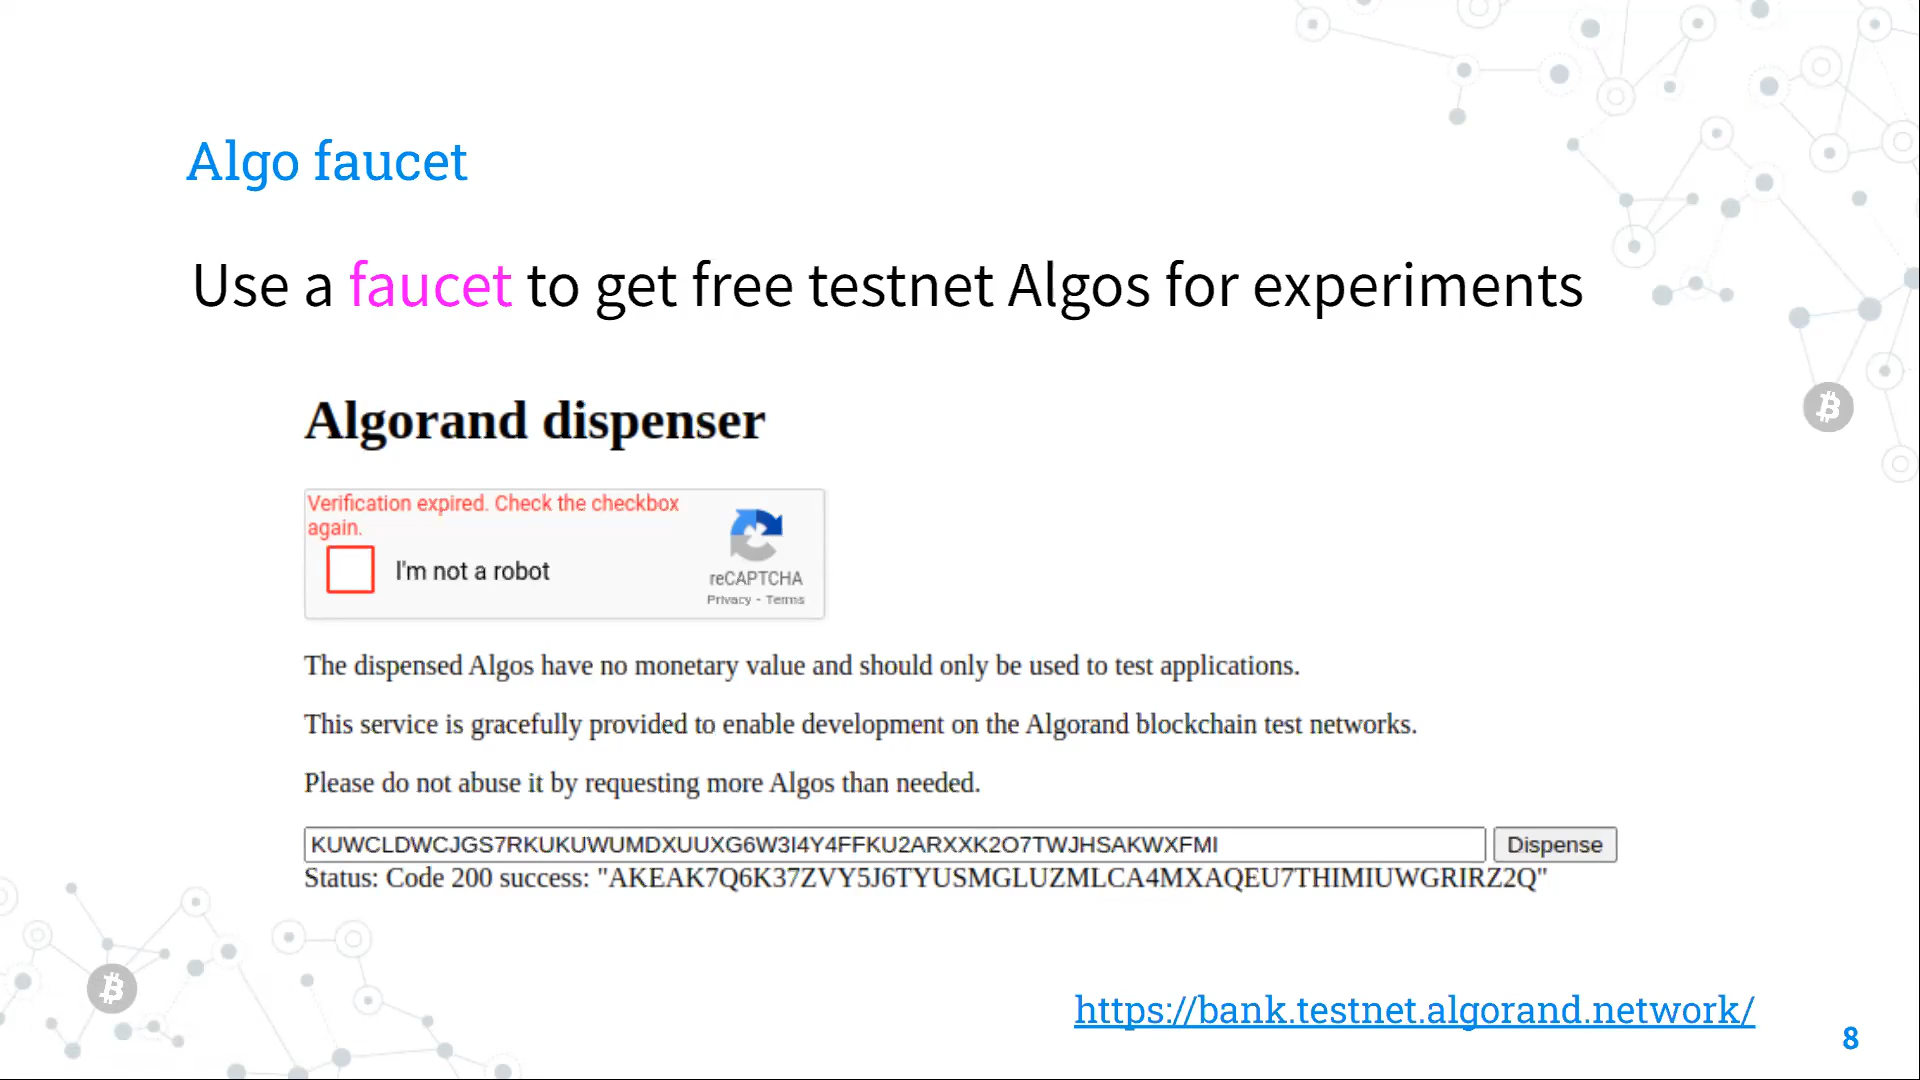 Algo faucet
Use a faucet to get free testnet Algos for experiments
Algorand dispenser
Verification expired. Check the checkbox
again.
I'm not a robot
reCAPTCHA
Privacy - Terms
The dispensed Algos have no monetary value and should only be used to test applications.
This service is gracefully provided to enable development on the Algorand blockchain test networks.
Please do not abuse it by requesting more Algos than needed.
KUWCLDWCJGS7RKUKUWUMDXUUXG6W3I4Y4FFKU2ARXXK2O7TWJHSAKWXFMI Dispense
Status: Code 200 success: "AKEAK7Q6K37ZVY5J6TYUSMGLUZMLCA4MXAQEU7THIMIUWGRIRZ2Q"
https://bank.testnet.algorand.network/
8